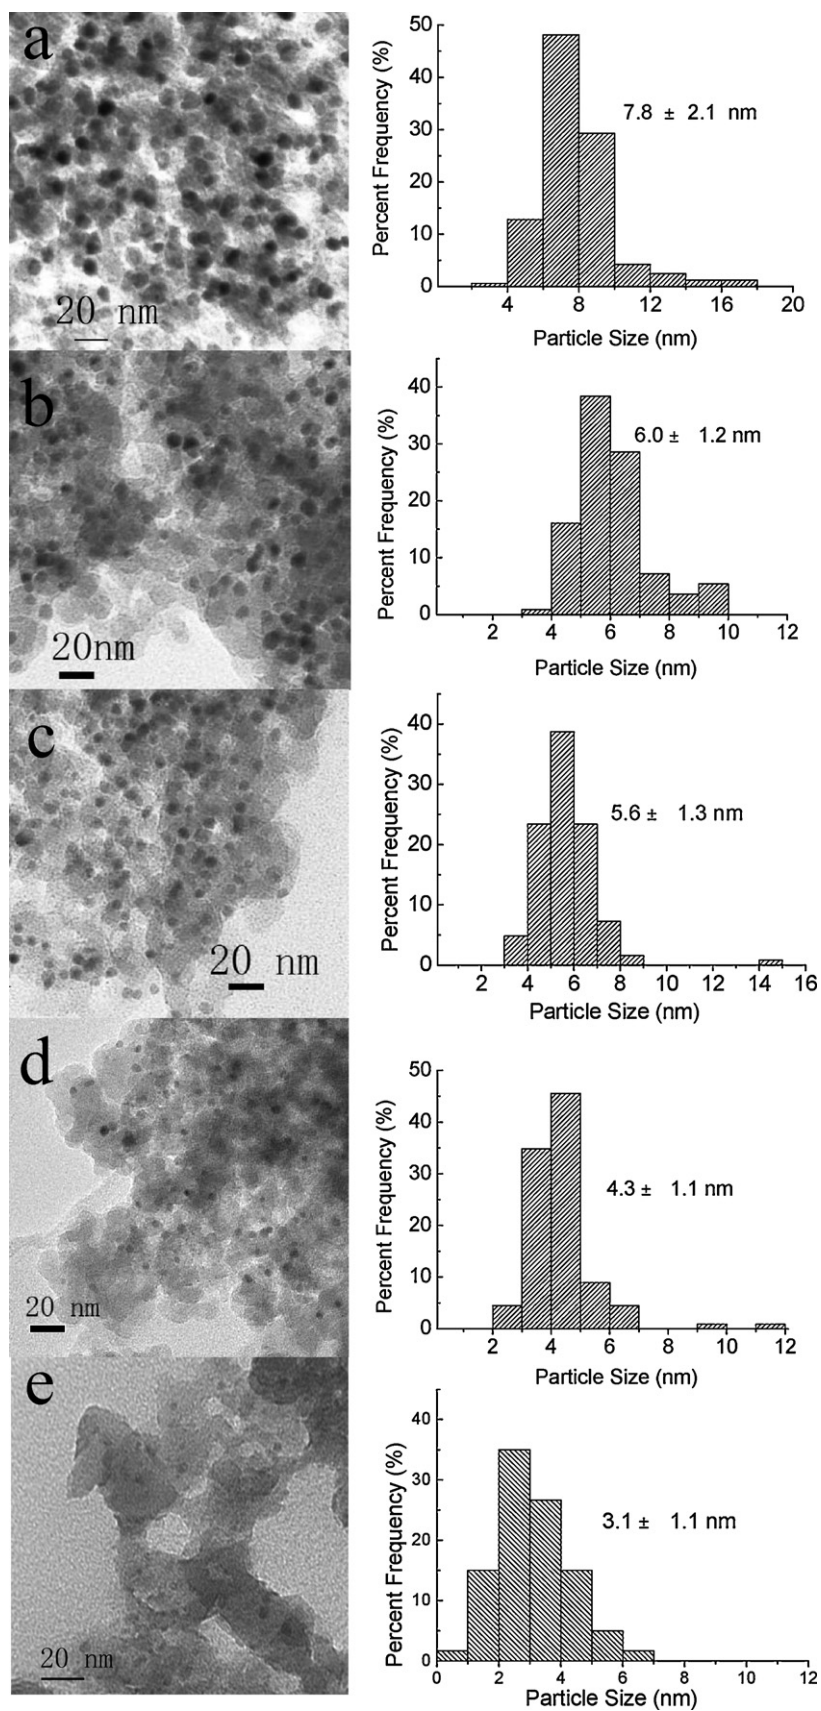 a
20 nm
Percent Frequency (%)
50
40
30
20
10
0
7.8 ± 2.1 nm
4 8 12 16 20
Particle Size (nm)
b
20nm
Percent Frequency (%)
40
30
20
10
0
6.0 ± 1.2 nm
2 4 6 8 10 12
Particle Size (nm)
c
20 nm
Percent Frequency (%)
40
30
20
10
0
5.6 ± 1.3 nm
2 4 6 8 10 12 14 16
Particle Size (nm)
d
20 nm
Percent Frequency (%)
50
40
30
20
10
0
4.3 ± 1.1 nm
2 4 6 8 10 12
Particle Size (nm)
e
20 nm
Percent Frequency (%)
40
30
20
10
0
3.1 ± 1.1 nm
0 2 4 6 8 10 12
Particle Size (nm)